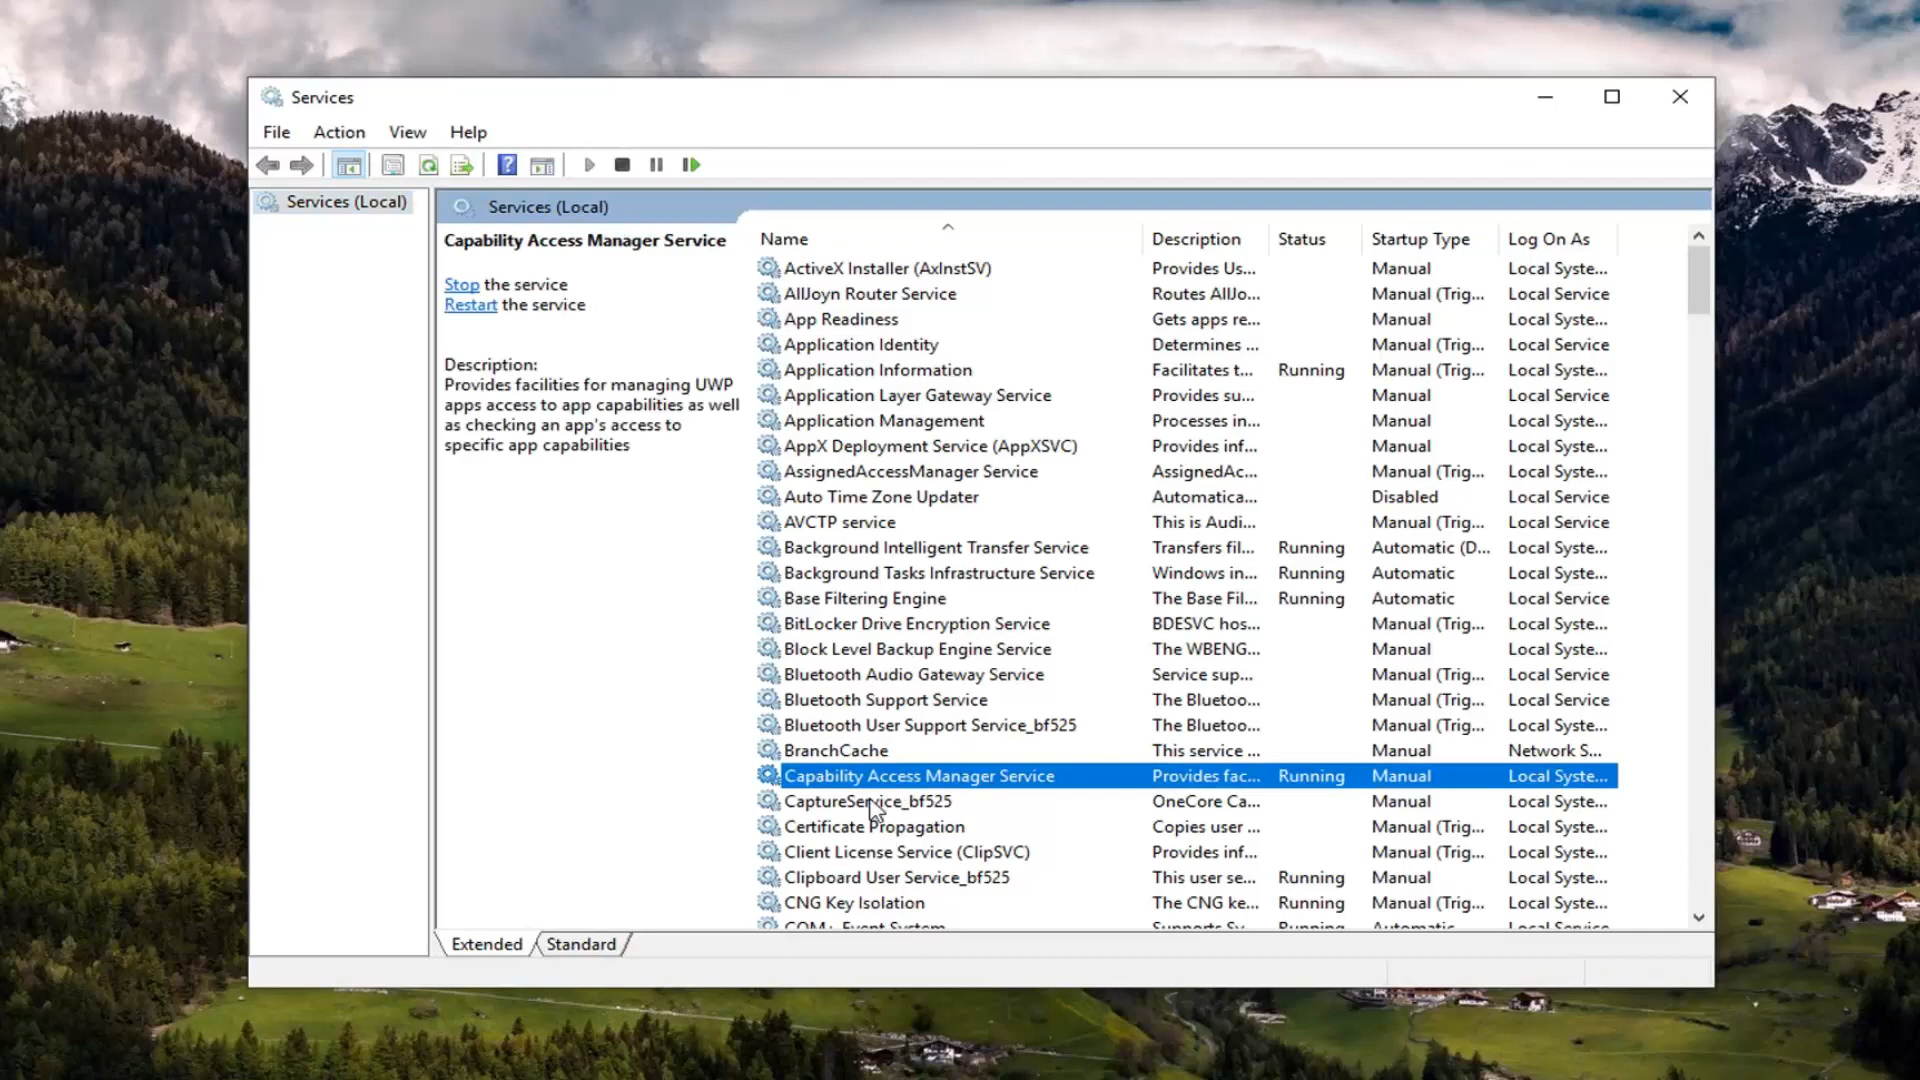 Services
File Action View Help
Services (Local)
Services (Local)
Capability Access Manager Service
Stop the service
Restart the service
Description:
Provides facilities for managing UWP
apps access to app capabilities as well
as checking an app's access to
specific app capabilities
Name Description Status Startup Type Log On As
ActiveX Installer (AxInstSV) Provides Us... Manual Local Syste...
AllJoyn Router Service Routes AllJo... Manual (Trig... Local Service
App Readiness Gets apps re... Manual Local Syste...
Application Identity Determines ... Manual (Trig... Local Service
Application Information Facilitates t... Running Manual (Trig... Local Syste...
Application Layer Gateway Service Provides su... Manual Local Service
Application Management Processes in... Manual Local Syste...
AppX Deployment Service (AppXSVC) Provides inf... Manual Local Syste...
AssignedAccessManager Service AssignedAc... Manual (Trig... Local Syste...
Auto Time Zone Updater Automatica... Disabled Local Service
AVCTP service This is Audi... Manual (Trig... Local Service
Background Intelligent Transfer Service Transfers fil... Running Automatic (D... Local Syste...
Background Tasks Infrastructure Service Windows in... Running Automatic Local Syste...
Base Filtering Engine The Base Fil... Running Automatic Local Service
BitLocker Drive Encryption Service BDESVC hos... Manual (Trig... Local Syste...
Block Level Backup Engine Service The WBENG... Manual Local Syste...
Bluetooth Audio Gateway Service Service sup... Manual (Trig... Local Service
Bluetooth Support Service The Bluetoo... Manual (Trig... Local Service
Bluetooth User Support Service_bf525 The Bluetoo... Manual (Trig... Local Syste...
BranchCache This service ... Manual Network S...
Capability Access Manager Service Provides fac... Running Manual Local Syste...
CaptureService_bf525 OneCore Ca... Manual Local Syste...
Certificate Propagation Copies user ... Manual (Trig... Local Syste...
Client License Service (ClipSVC) Provides inf... Manual (Trig... Local Syste...
Clipboard User Service_bf525 This user se... Running Manual Local Syste...
CNG Key Isolation The CNG ke... Running Manual (Trig... Local Syste...
COM+ Event System Supports Sy... Running Automatic Local Service
Extended Standard